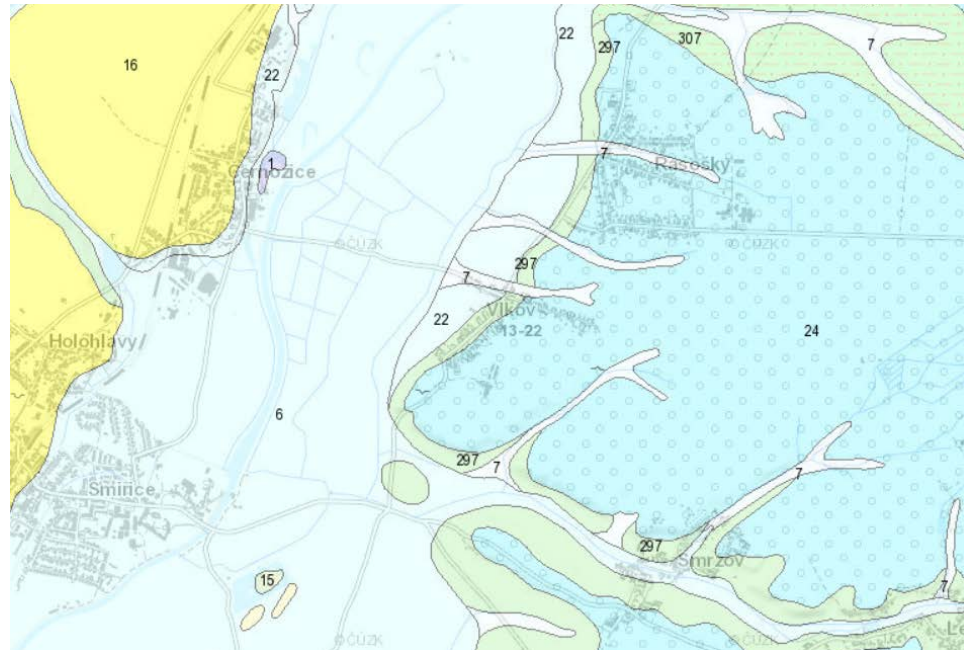 22
307
297
7
16
22
1
Černožice
7
Rasošky
© ČÚZK
© ČÚZK
297
7
Vlkov
13-22
22
24
Holohlavy/
6
297
7
7
Smiřice
297
Smržov
15
7
© ČÚZK
© ČÚZK